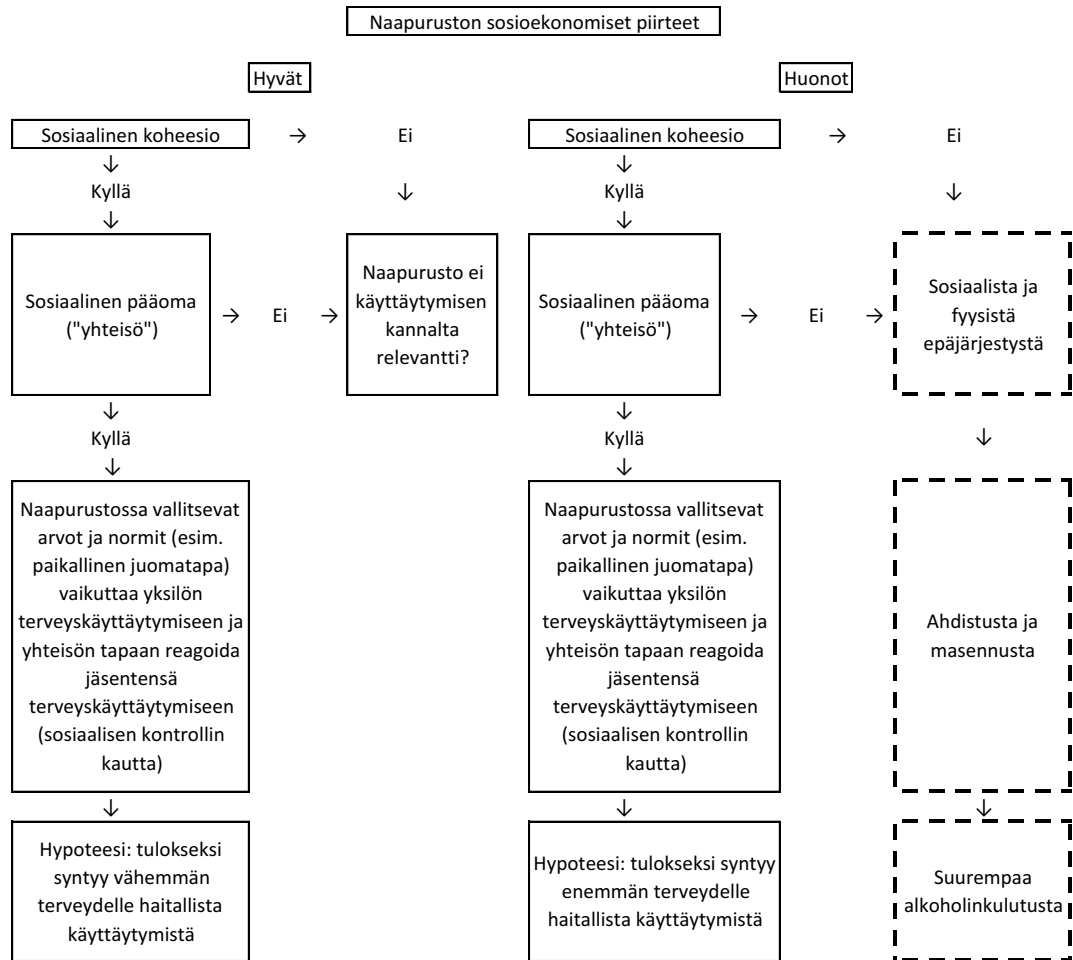 Naapuruston sosioekonomiset piirteet
Hyvät
Huonot
Sosiaalinen koheesio → Ei
Sosiaalinen koheesio → Ei
↓
Kyllä
↓
↓
↓
Kyllä
↓
↓
Sosiaalinen pääoma
("yhteisö")
→ Ei →
Naapurusto ei
käyttäytymisen
kannalta
relevantti?
Sosiaalinen pääoma
("yhteisö")
→ Ei →
Sosiaalista ja
fyysistä
epäjärjestystä
↓
Kyllä
↓
↓
Kyllä
↓
↓
Naapurustossa vallitsevat
arvot ja normit (esim.
paikallinen juomatapa)
vaikuttaa yksilön
terveyskäyttäytymiseen ja
yhteisön tapaan reagoida
jäsentensä
terveyskäyttäytymiseen
(sosiaalisen kontrollin
kautta)
Naapurustossa vallitsevat
arvot ja normit (esim.
paikallinen juomatapa)
vaikuttaa yksilön
terveyskäyttäytymiseen ja
yhteisön tapaan reagoida
jäsentensä
terveyskäyttäytymiseen
(sosiaalisen kontrollin
kautta)
Ahdistusta ja
masennusta
↓
↓
↓
Hypoteesi: tulokseksi
syntyy vähemmän
terveydelle haitallista
käyttäytymistä
Hypoteesi: tulokseksi syntyy
enemmän terveydelle
haitallista käyttäytymistä
Suurempaa
alkoholinkulutusta